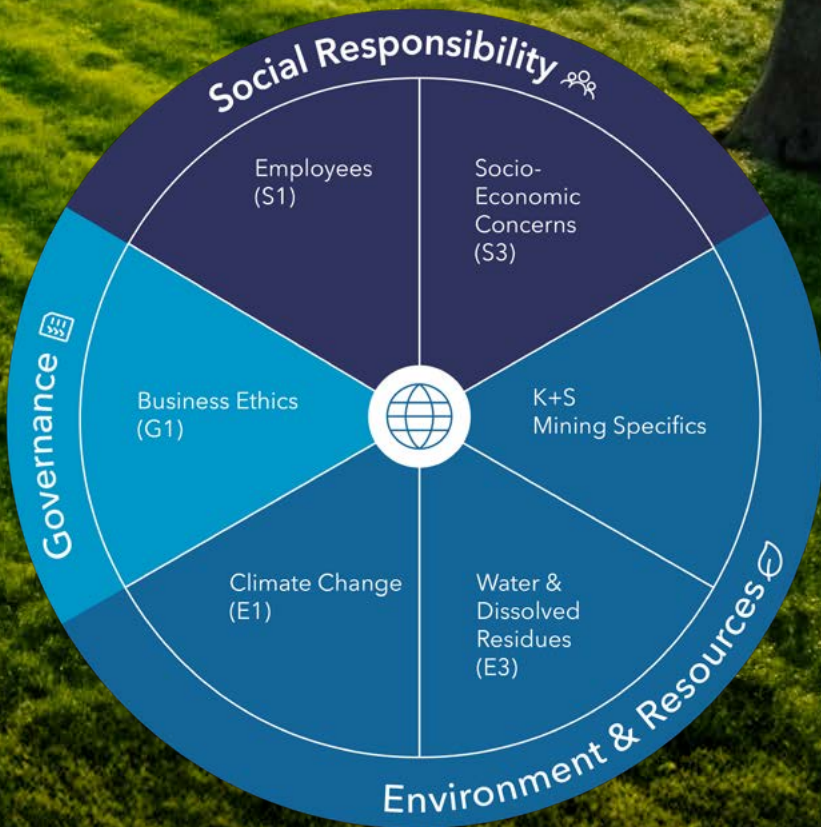 Social Responsibility
Employees
(S1)
Socio-
Economic
Concerns
(S3)
Governance
Business Ethics
(G1)
K+S
Mining Specifics
Climate Change
(E1)
Water &
Dissolved
Residues
(E3)
Environment & Resources